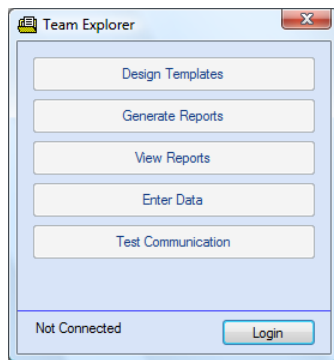 Team Explorer
Design Templates
Generate Reports
View Reports
Enter Data
Test Communication
Not Connected
Login